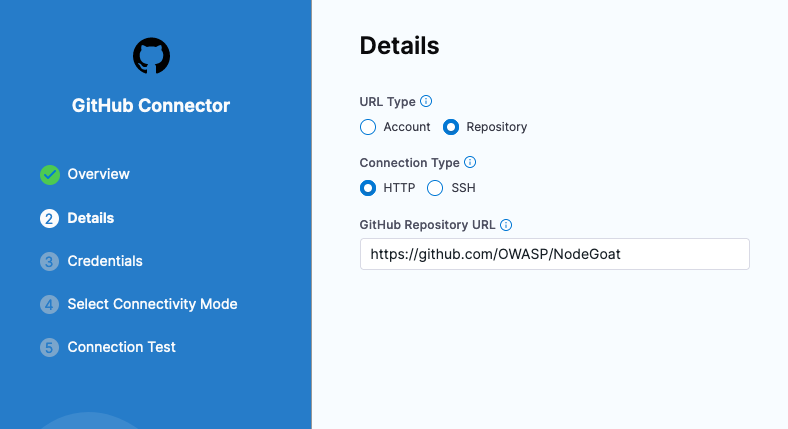 GitHub Connector
Overview
2 Details
3 Credentials
4 Select Connectivity Mode
5 Connection Test
Details
URL Type
Account Repository
Connection Type
HTTP SSH
GitHub Repository URL
https://github.com/OWASP/NodeGoat